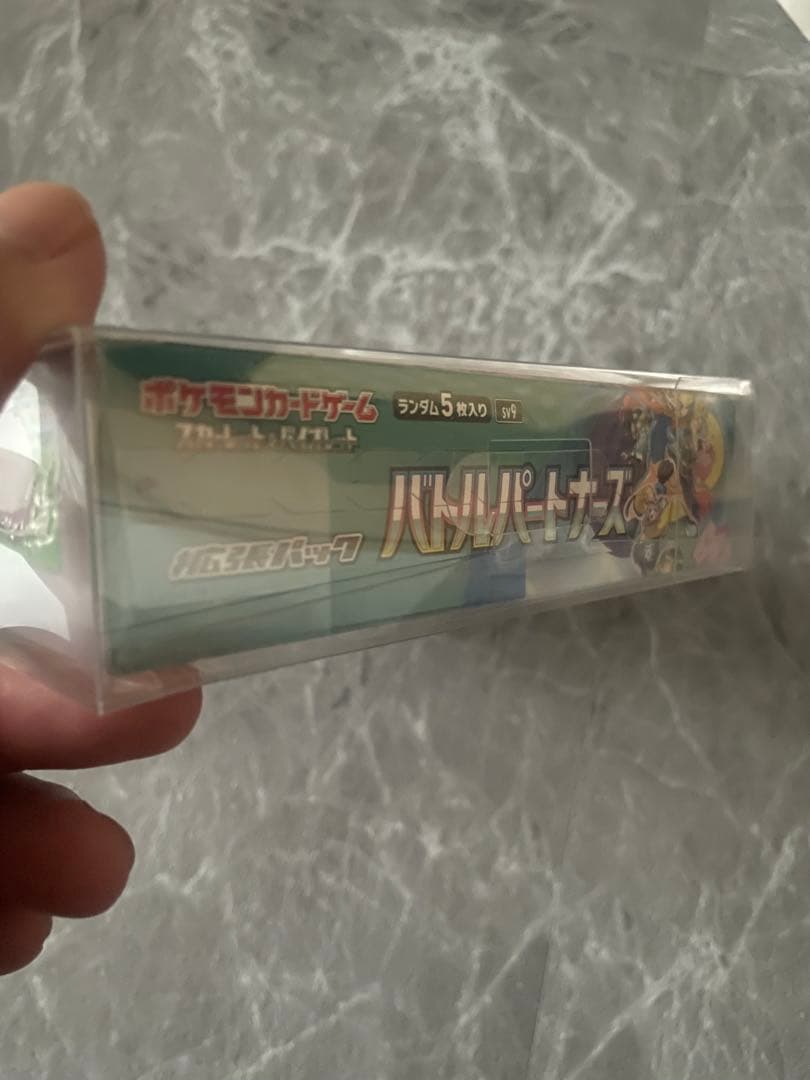 ポケモンカードゲーム
スカーレット&バイオレット
ランダム5枚入り
sv9
拡張パック
バトルパートナーズ